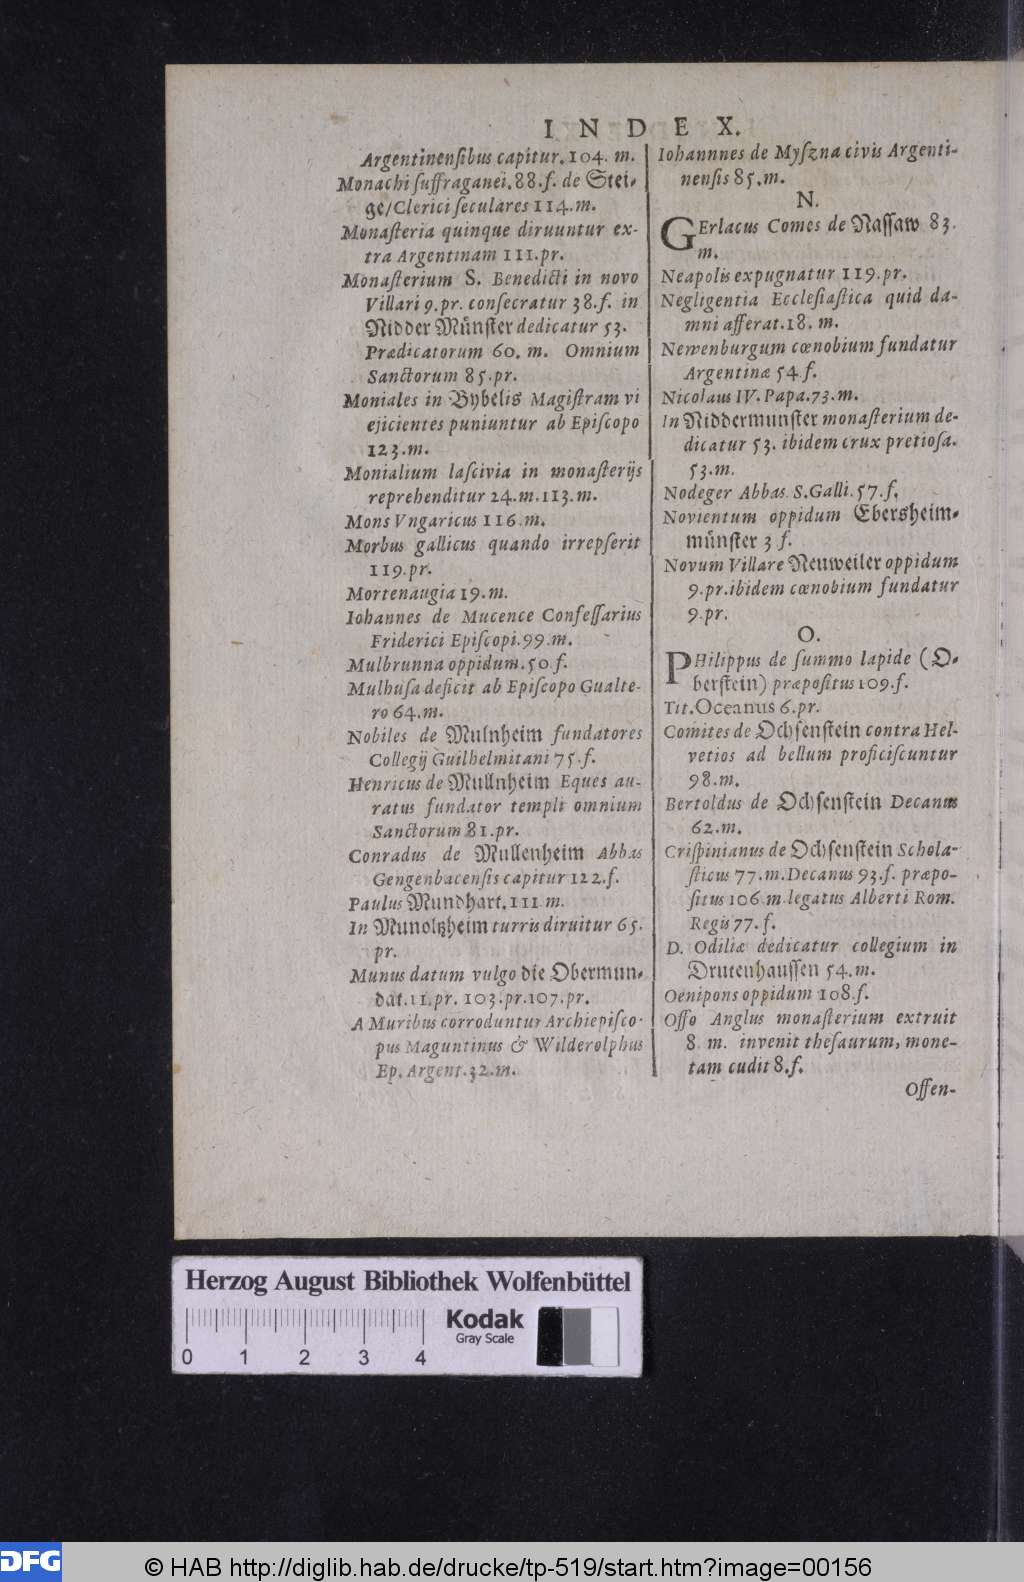 INDEX.
Argentinenſibus capitur. 104. m.
Monachi ſuffraganei. 88. f. de Stei-
ge/Clerici ſeculares 114. m.
Monaſteria quinque diruuntur ex-
tra Argentinam 111. pr.
Monaſterium S. Benedicti in novo
Villari 9. pr. conſecratur 38. f. in
Nidder Münſter dedicatur 53.
Prædicatorum 60. m. Omnium
Sanctorum 85. pr.
Moniales in Bybelis Magiſtram vi
ejicientes puniuntur ab Epiſcopo
123. m.
Monialium laſcivia in monaſterijs
reprehenditur 24. m. 113. m.
Mons Vngaricus 116. m.
Morbus gallicus quando irrepſerit
119. pr.
Mortenaugia 19. m.
Iohannes de Mucence Confeſſarius
Friderici Epiſcopi. 99. m.
Mulbrunna oppidum. 50. f.
Mulhuſa deficit ab Epiſcopo Gualte-
ro 64. m.
Nobiles de Mulnheim fundatores
Collegij Guilhelmitani 75. f.
Henricus de Mullnheim Eques au-
ratus fundator templi omnium
Sanctorum 81. pr.
Conradus de Mullenheim Abbas
Gengenbacenſis capitur 122. f.
Paulus Mundhart. 111. m.
In Munoltzheim turris diruitur 65.
pr.
Munus datum vulgo die Obermun-
dat. 11. pr. 103. pr. 107. pr.
A Muribus corroduntur Archiepiſco-
pus Maguntinus & Wilderolphus
Ep. Argent. 32. m.
Iohannnes de Myſzna civis Argenti-
nenſis 85. m.
N.
GErlacus Comes de Naſſaw 83.
m.
Neapolis expugnatur 119. pr.
Negligentia Eccleſiaſtica quid da-
mni afferat. 18. m.
Newenburgum cœnobium fundatur
Argentinæ 54. f.
Nicolaus IV. Papa. 73. m.
In Niddermunſter monaſterium de-
dicatur 53. ibidem crux pretioſa.
53. m.
Nodeger Abbas. S. Galli. 57. f.
Novientum oppidum Ebersheim-
münſter 3 f.
Novum Villare Neuweiler oppidum
9. pr. ibidem cœnobium fundatur
9. pr.
O.
PHilippus de ſummo lapide (O-
berſtein) præpoſitus 109. f.
Tit. Oceanus 6. pr.
Comites de Ochſenſtein contra Hel-
vetios ad bellum proficiſcuntur
98. m.
Bertoldus de Ochſenſtein Decanus
62. m.
Criſpinianus de Ochſenſtein Schola-
ſticus 77. m. Decanus 93. f. præpo-
ſitus 106. m. legatus Alberti Rom.
Regis 77. f.
D. Odiliæ dedicatur collegium in
Drutenhauſſen 54. m.
Oenipons oppidum 108. f.
Offo Anglus monaſterium extruit
8. m. invenit theſaurum, mone-
tam cudit 8. f.
Offen-
Herzog August Bibliothek Wolfenbüttel
Kodak
Gray Scale
0 1 2 3 4
DFG
© HAB http://diglib.hab.de/drucke/tp-519/start.htm?image=00156